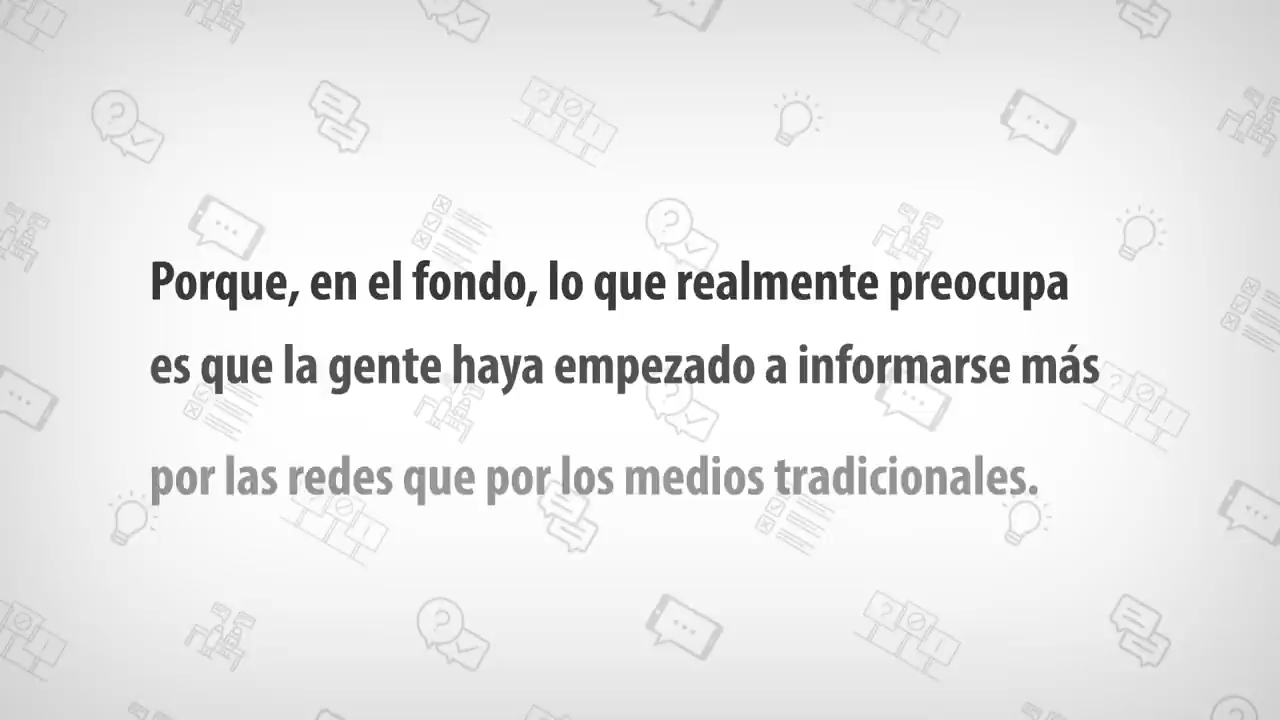 Porque, en el fondo, lo que realmente preocupa
es que la gente haya empezado a informarse más
por las redes que por los medios tradicionales.